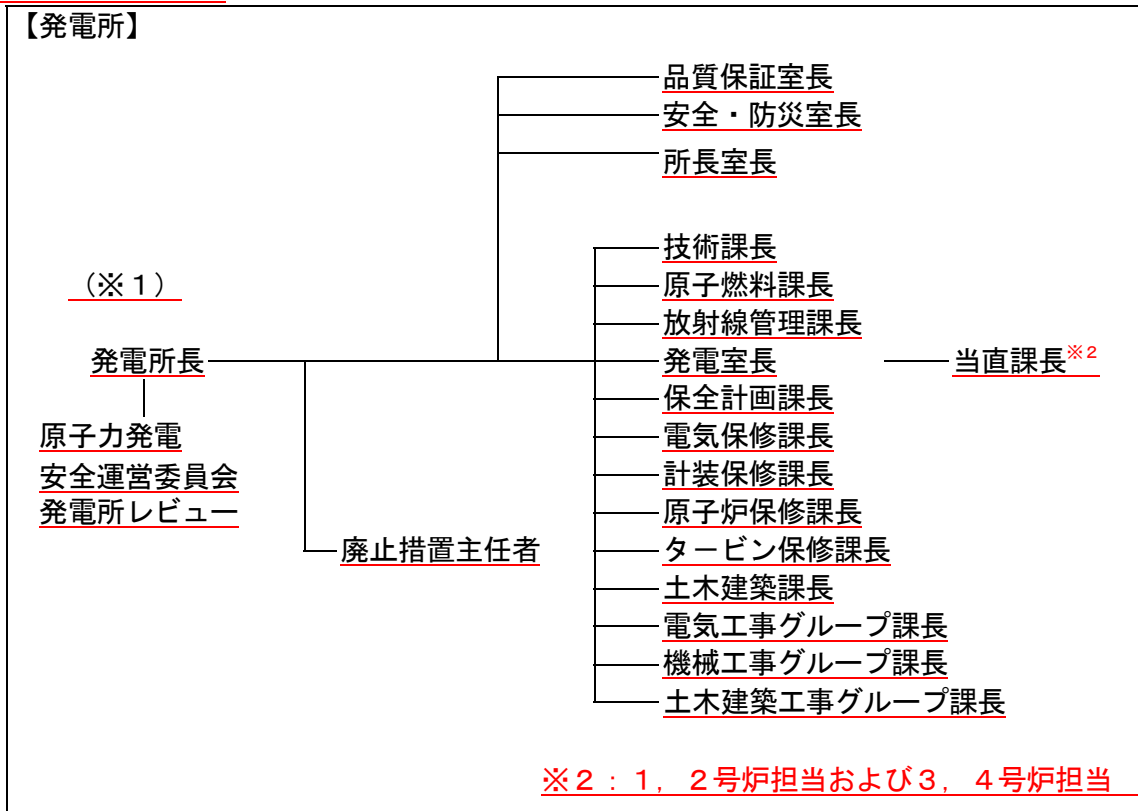 【発電所】
品質保証室長
安全・防災室長
所長室長
技術課長
原子燃料課長
（※１）
放射線管理課長
発電所長
発電室長
当直課長※２
保全計画課長
原子力発電
安全運営委員会
発電所レビュー
電気保修課長
計装保修課長
原子炉保修課長
廃止措置主任者
タービン保修課長
土木建築課長
電気工事グループ課長
機械工事グループ課長
土木建築工事グループ課長
※２：１，２号炉担当および３，４号炉担当